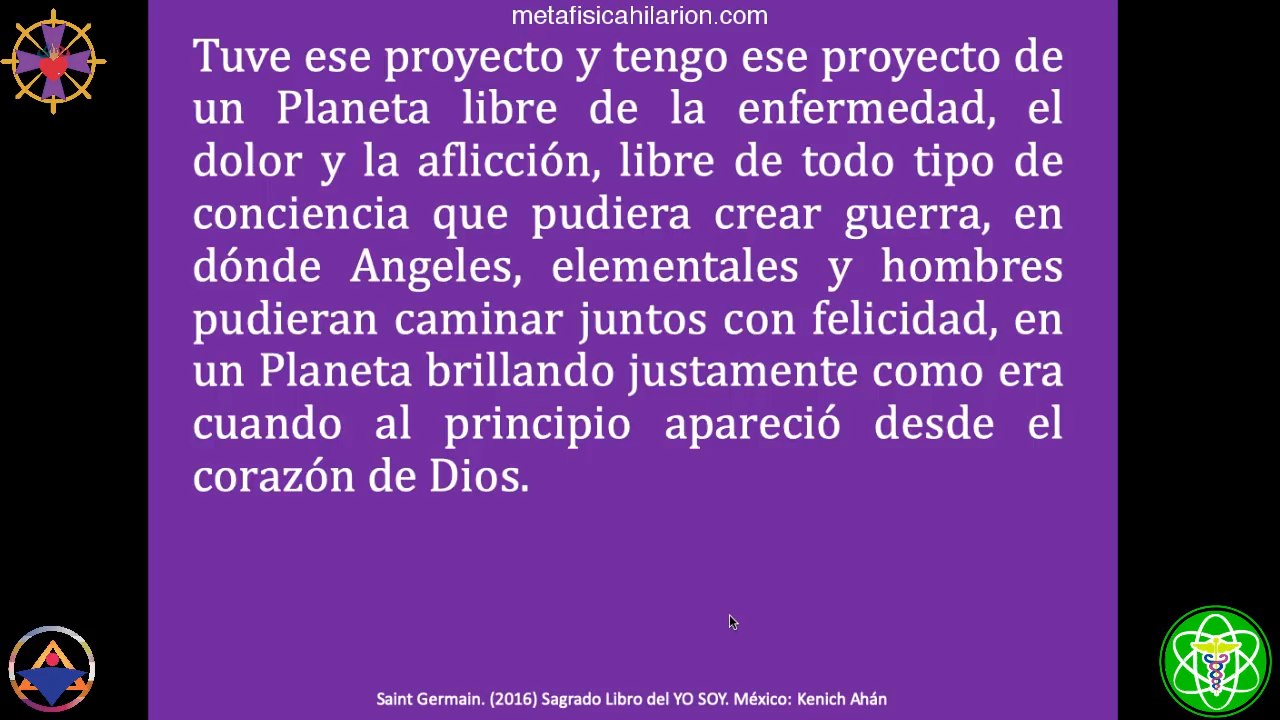 metafisicahilarion.com
Tuve ese proyecto y tengo ese proyecto de
un Planeta libre de la enfermedad, el
dolor y la aflicción, libre de todo tipo de
conciencia que pudiera crear guerra, en
dónde Angeles, elementales y hombres
pudieran caminar juntos con felicidad, en
un Planeta brillando justamente como era
cuando al principio apareció desde el
corazón de Dios.
Saint Germain. (2016) Sagrado Libro del YO SOY. México: Kenich Ahán